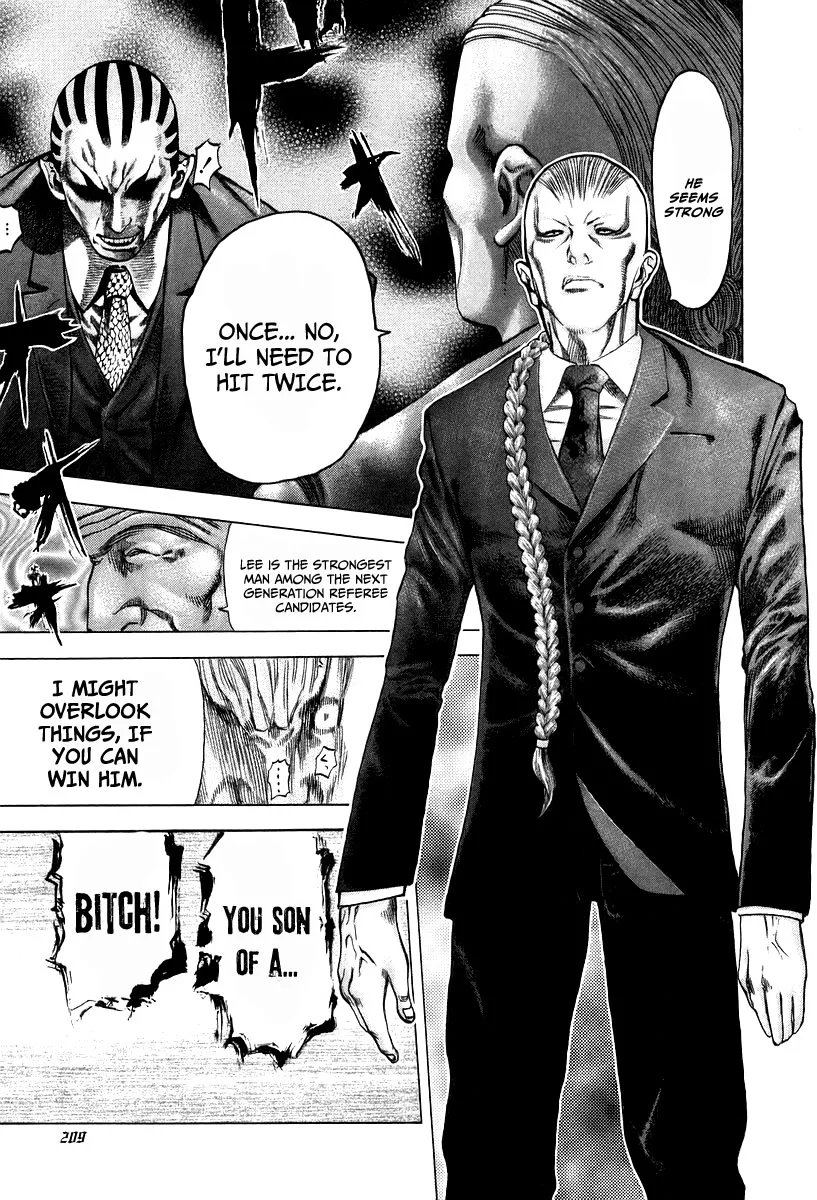 HE
SEEMS
STRONG
ONCE... NO,
I'LL NEED TO
HIT TWICE.
LEE IS THE STRONGEST
MAN AMONG THE NEXT
GENERATION REFEREE
CANDIDATES.
I MIGHT
OVERLOOK
THINGS, IF
YOU CAN
WIN HIM.
YOU SON
OF A...
BITCH!
209